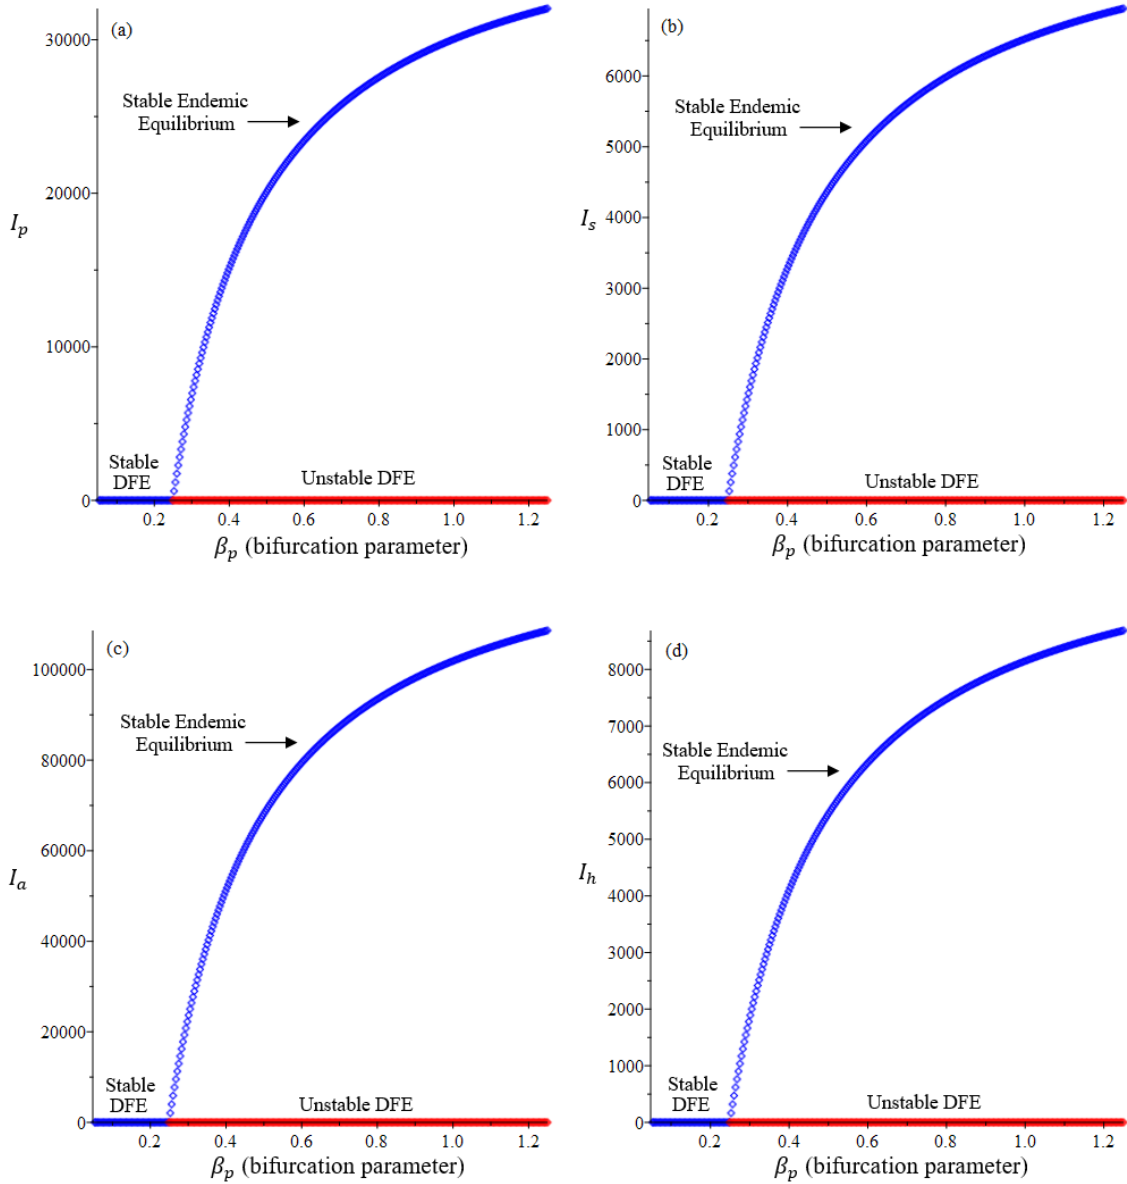 (a)
30000
20000
10000
0
I_p
Stable Endemic
Equilibrium
Stable
DFE
Unstable DFE
0.2 0.4 0.6 0.8 1.0 1.2
β_p (bifurcation parameter)
(b)
6000
5000
4000
3000
2000
1000
0
I_s
Stable Endemic
Equilibrium
Stable
DFE
Unstable DFE
0.2 0.4 0.6 0.8 1.0 1.2
β_p (bifurcation parameter)
(c)
100000
80000
60000
40000
20000
0
I_a
Stable Endemic
Equilibrium
Stable
DFE
Unstable DFE
0.2 0.4 0.6 0.8 1.0 1.2
β_p (bifurcation parameter)
(d)
8000
7000
6000
5000
4000
3000
2000
1000
0
I_h
Stable Endemic
Equilibrium
Stable
DFE
Unstable DFE
0.2 0.4 0.6 0.8 1.0 1.2
β_p (bifurcation parameter)